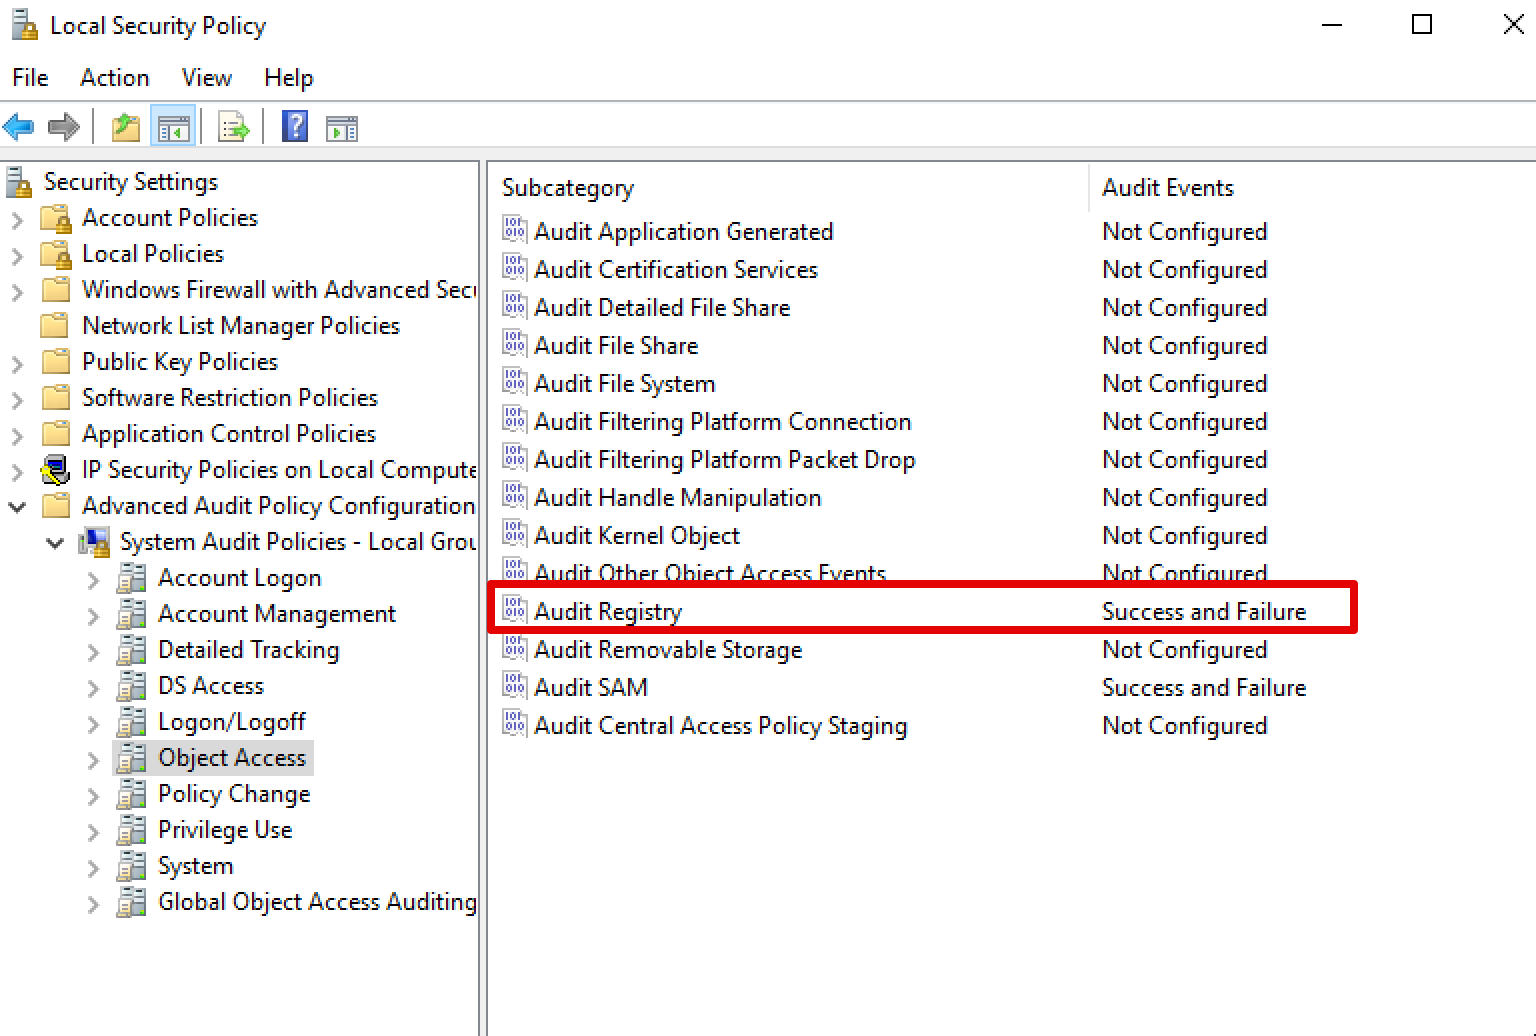 Local Security Policy
File Action View Help
Security Settings
Account Policies
Local Policies
Windows Firewall with Advanced Secu
Network List Manager Policies
Public Key Policies
Software Restriction Policies
Application Control Policies
IP Security Policies on Local Compute
Advanced Audit Policy Configuration
System Audit Policies - Local Grou
Account Logon
Account Management
Detailed Tracking
DS Access
Logon/Logoff
Object Access
Policy Change
Privilege Use
System
Global Object Access Auditing
Subcategory Audit Events
Audit Application Generated Not Configured
Audit Certification Services Not Configured
Audit Detailed File Share Not Configured
Audit File Share Not Configured
Audit File System Not Configured
Audit Filtering Platform Connection Not Configured
Audit Filtering Platform Packet Drop Not Configured
Audit Handle Manipulation Not Configured
Audit Kernel Object Not Configured
Audit Other Object Access Events Not Configured
Audit Registry Success and Failure
Audit Removable Storage Not Configured
Audit SAM Success and Failure
Audit Central Access Policy Staging Not Configured